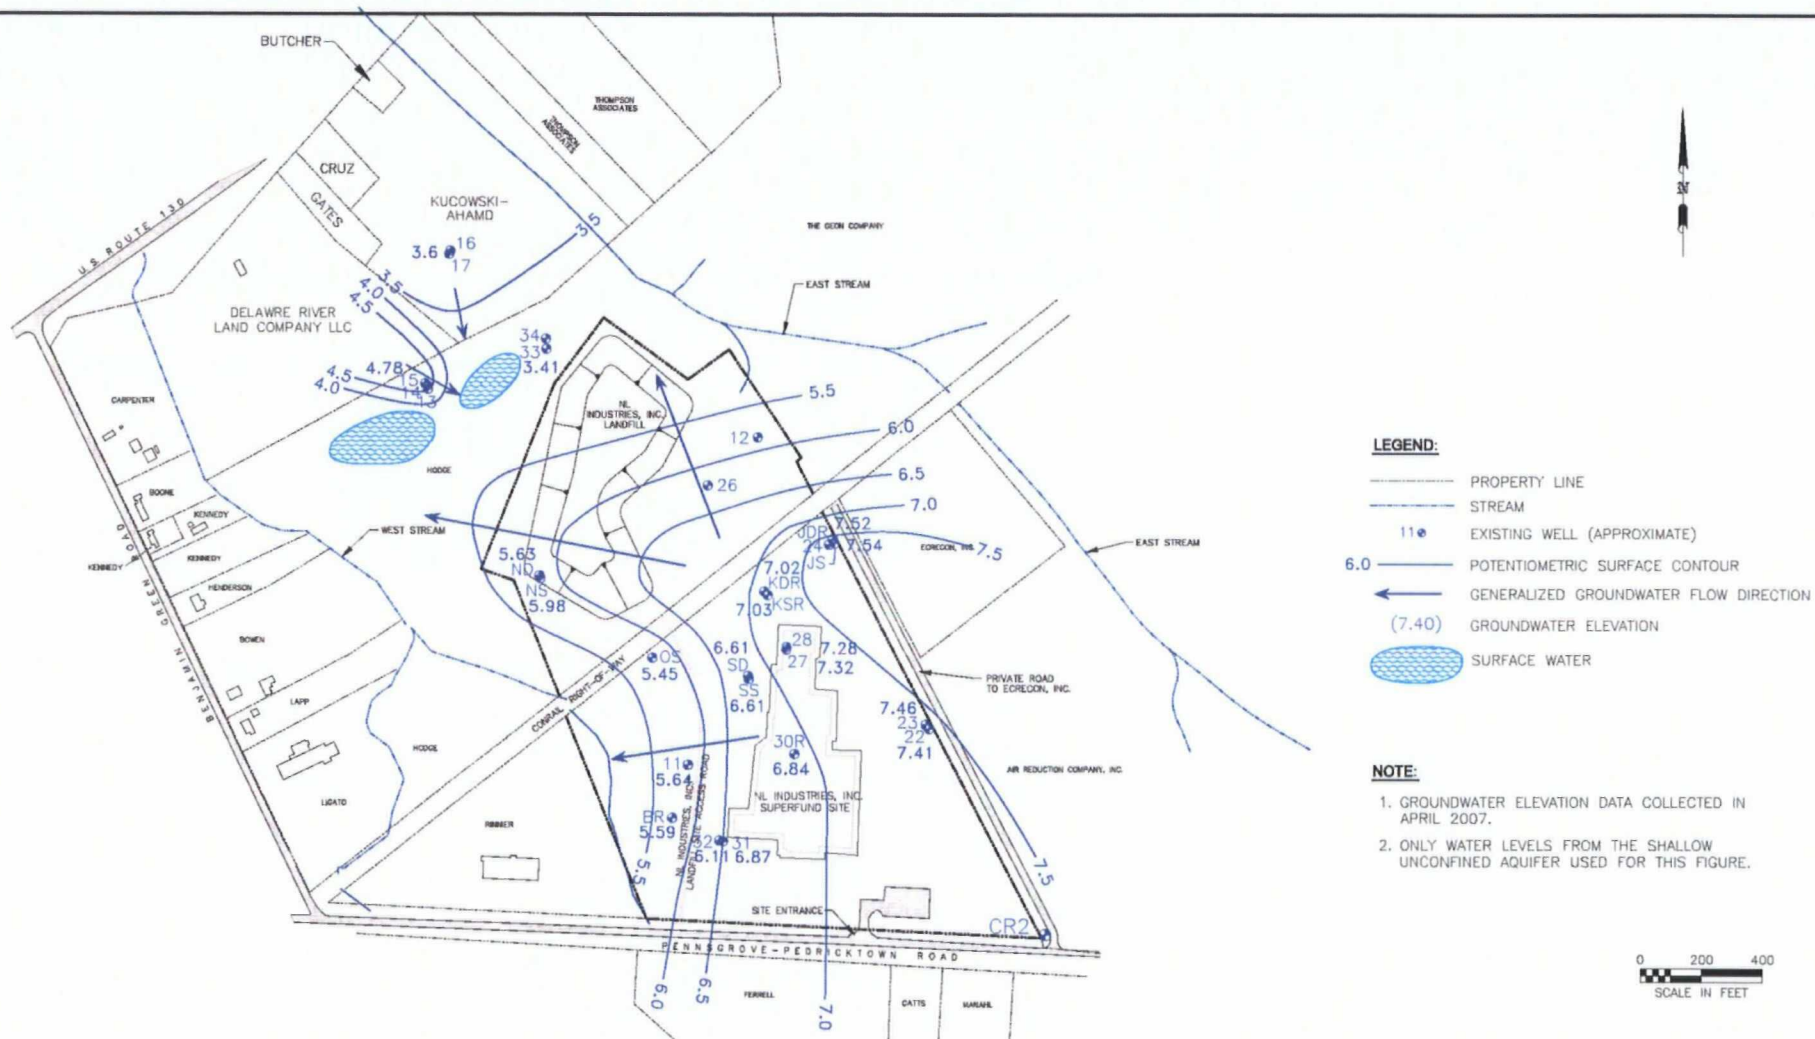 BUTCHER
THOMPSON
ASSOCIATES
THOMPSON
ASSOCIATES
CRUZ
GATES
KUCOWSKI-
AHAMD
U.S. ROUTE 130
3.6
16
17
3.5
3.5
4.0
4.5
THE GEON COMPANY
EAST STREAM
DELAWRE RIVER
LAND COMPANY LLC
34
33
3.41
4.78
15
14
13
4.5
4.0
CARPENTER
NL
INDUSTRIES, INC.
LANDFILL
5.5
12
6.0
HODGE
6.5
26
7.0
BOONE
KENNEDY
WEST STREAM
KENNEDY
KENNEDY
HENDERSON
BENJAMIN GREEN ROAD
JDR
7.52
24
7.54
JS
ECRECON, INC.
7.5
EAST STREAM
5.63
ND
NS
5.98
7.02
KDR
7.03
KSR
BOWEN
OS
5.45
6.61
SD
SS
6.61
28
7.28
27
7.32
CONRAIL RIGHT-OF-WAY
PRIVATE ROAD
TO ECRECON, INC.
LAPP
HODGE
7.46
23
22
7.41
LIGATO
30R
6.84
11
5.64
AIR REDUCTION COMPANY, INC.
NL INDUSTRIES, INC.
SUPERFUND SITE
NL INDUSTRIES, INC.
LANDFILL SITE ACCESS ROAD
RINNIER
BR
5.59
32
31
6.11
6.87
5.5
7.5
SITE ENTRANCE
CR2
PENNSGROVE-PEDRICKTOWN ROAD
6.0
6.5
7.0
FERRELL
CATTS
N
LEGEND:
PROPERTY LINE
STREAM
11 EXISTING WELL (APPROXIMATE)
6.0 POTENTIOMETRIC SURFACE CONTOUR
GENERALIZED GROUNDWATER FLOW DIRECTION
(7.40) GROUNDWATER ELEVATION
SURFACE WATER
NOTE:
1. GROUNDWATER ELEVATION DATA COLLECTED IN
APRIL 2007.
2. ONLY WATER LEVELS FROM THE SHALLOW
UNCONFINED AQUIFER USED FOR THIS FIGURE.
0 200 400
SCALE IN FEET